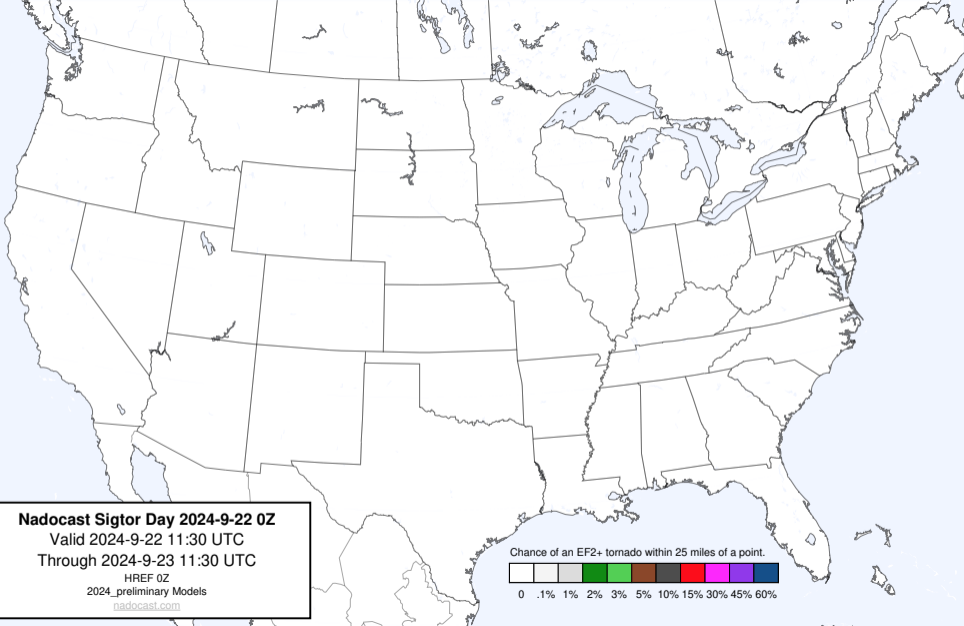 Nadocast Sigtor Day 2024-9-22 0Z
Valid 2024-9-22 11:30 UTC
Through 2024-9-23 11:30 UTC
HREF 0Z
2024_preliminary Models
nadocast.com
Chance of an EF2+ tornado within 25 miles of a point.
0 .1% 1% 2% 3% 5% 10% 15% 30% 45% 60%